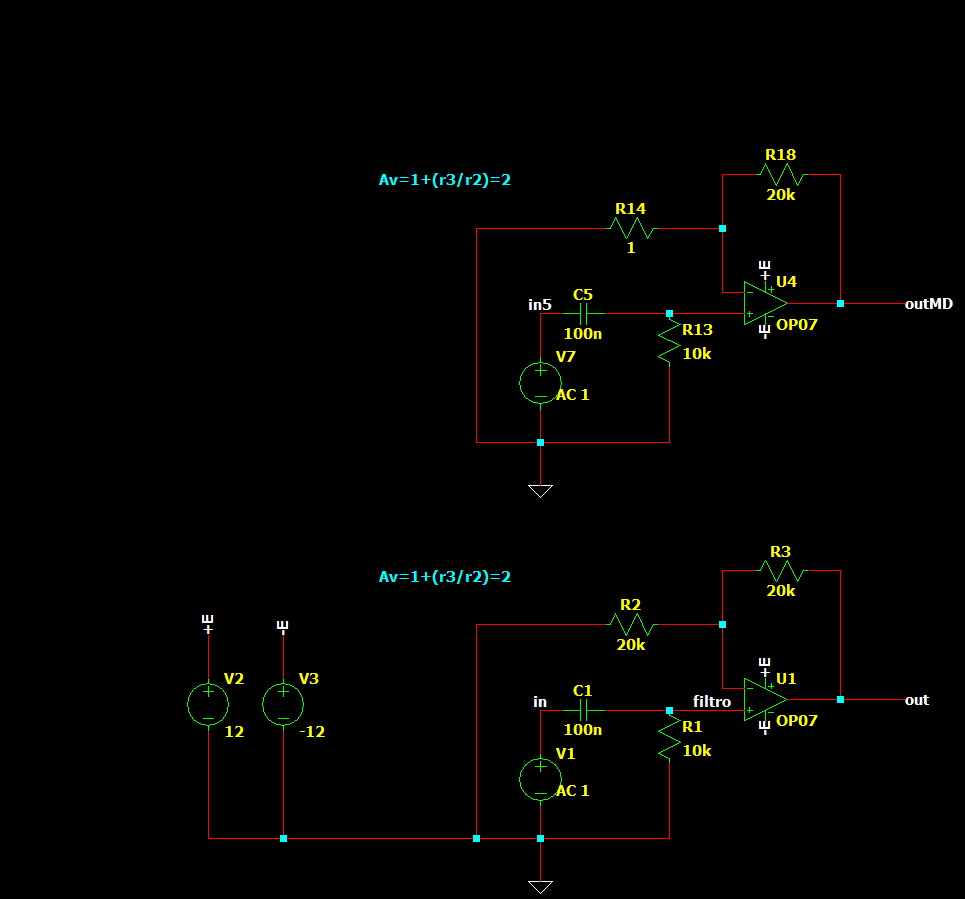 R18
Av=1+(r3/r2)=2
20k
R14
1
+E
U4
in5
C5
outMD
100n
R13
-E
OP07
10k
V7
AC 1
R3
Av=1+(r3/r2)=2
20k
R2
+E
-E
20k
+E
V2
V3
U1
in
C1
filtro
out
12
-12
100n
R1
-E
OP07
10k
V1
AC 1